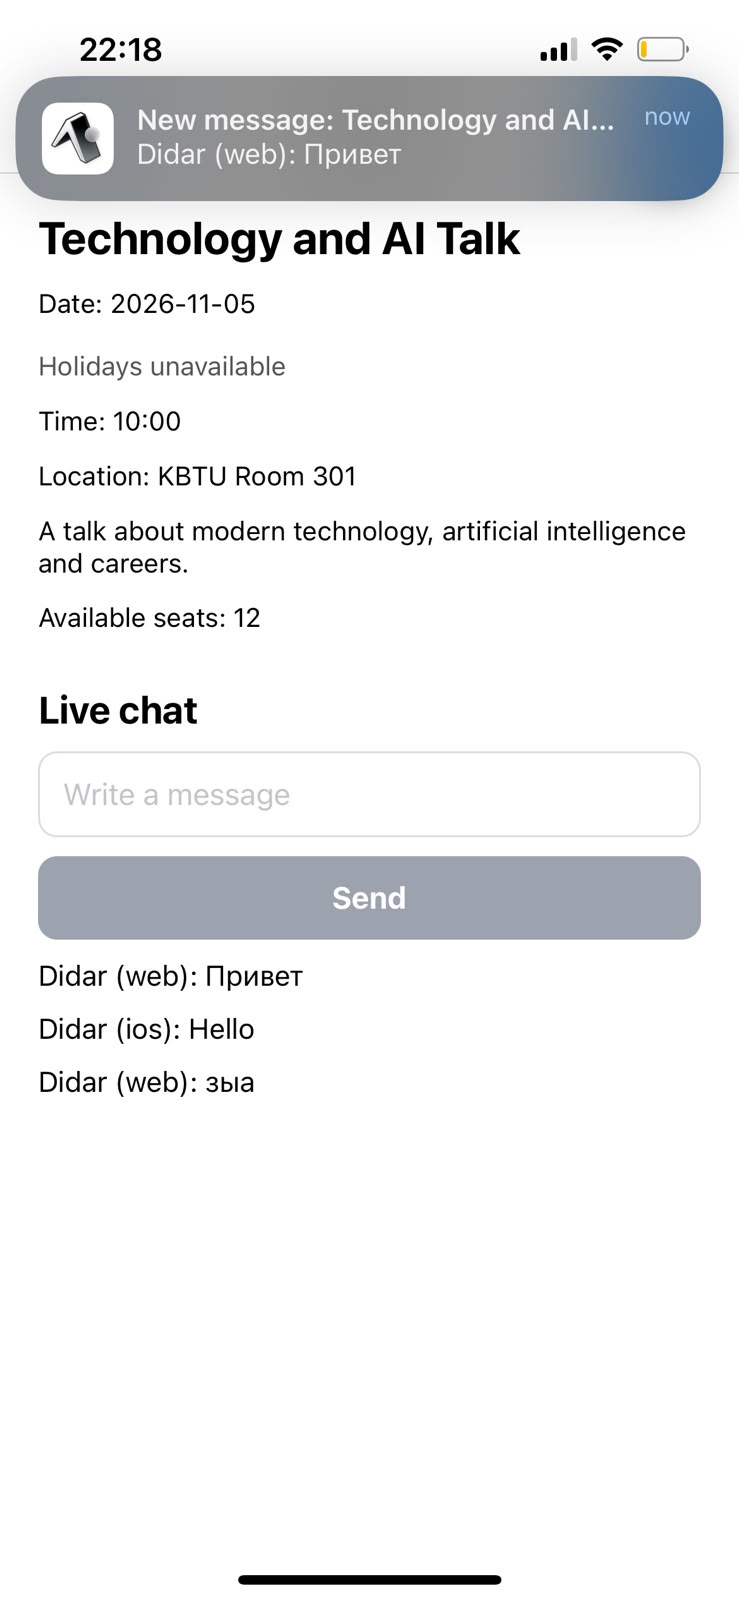 22:18
New message: Technology and AI...
now
Didar (web): Привет
Technology and AI Talk
Date: 2026-11-05
Holidays unavailable
Time: 10:00
Location: KBTU Room 301
A talk about modern technology, artificial intelligence
and careers.
Available seats: 12
Live chat
Write a message
Send
Didar (web): Привет
Didar (ios): Hello
Didar (web): зыа